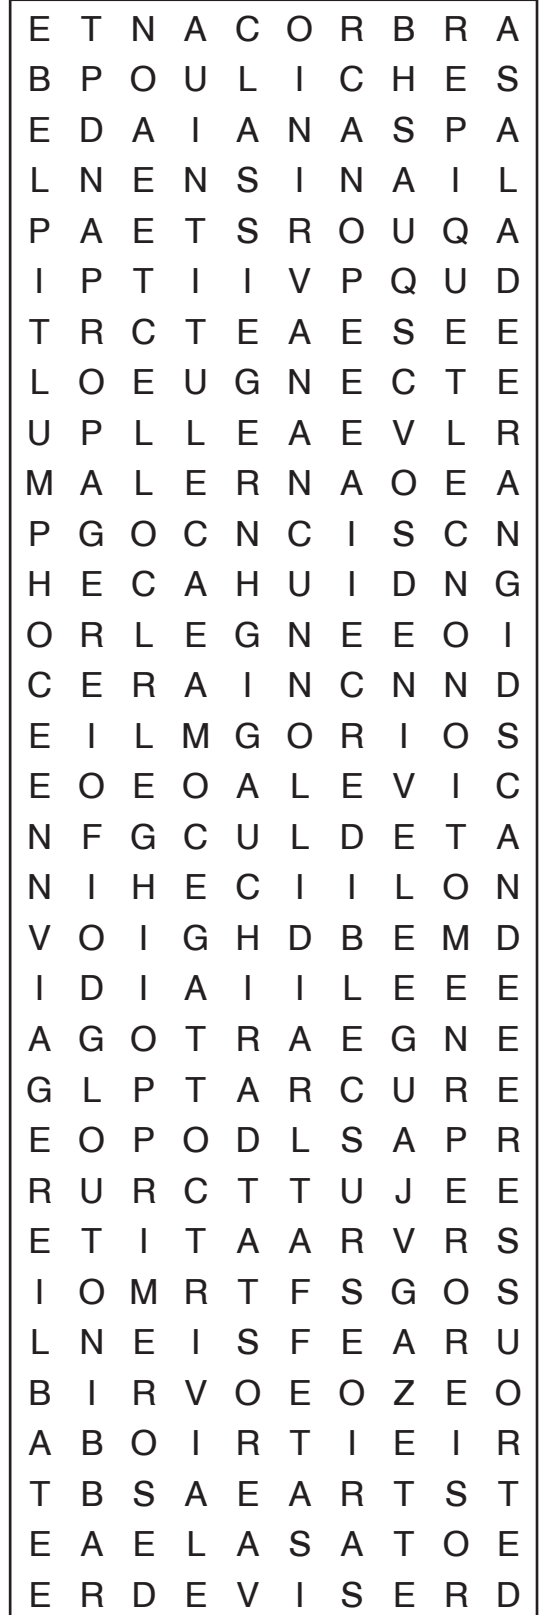 E T N A C O R B R A
B P O U L I C H E S
E D A I A N A S P A
L N E N S I N A I L
P A E T S R O U Q A
I P T I I V P Q U D
T R C T E A E S E E
L O E U G N E C T E
U P L L E A E V L R
M A L E R N A O E A
P G O C N C I S C N
H E C A H U I D N G
O R L E G N E E O I
C E R A I N C N N D
E I L M G O R I O S
E O E O A L E V I C
N F G C U L D E T A
N I H E C I I L O N
V O I G H D B E M D
I D I A I I L E E E
A G O T R A E G N E
G L P T A R C U R E
E O P O D L S A P R
R U R C T T U J E E
E T I T A A R V R S
I O M R T F S G O S
L N E I S F E A R U
B I R V O E O Z E O
A B O I R T I E I R
T B S A E A R T S T
E A E L A S A T O E
E R D E V I S E R D